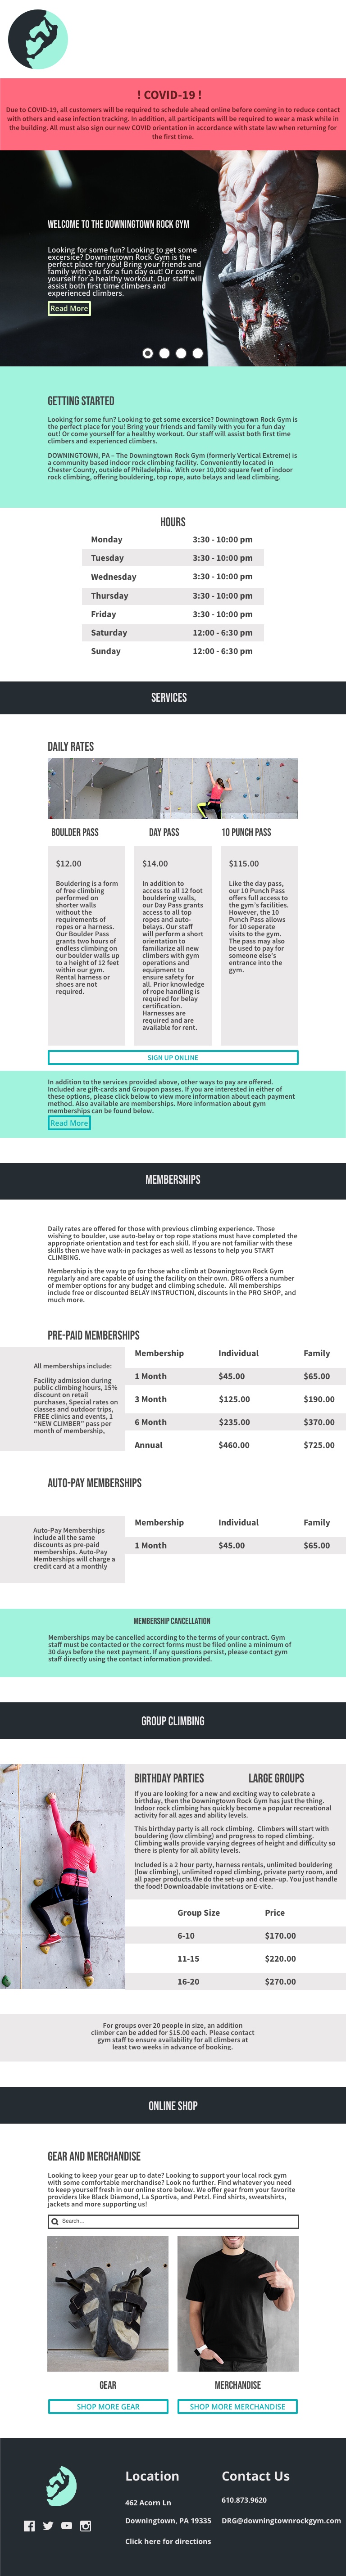 ! COVID-19 !
Due to COVID-19, all customers will be required to schedule ahead online before coming in to reduce contact
with others and ease infection tracking. In addition, all participants will be required to wear a mask while in
the building. All must also sign our new COVID orientation in accordance with state law when returning for
the first time.
WELCOME TO THE DOWNINGTOWN ROCK GYM
Looking for some fun? Looking to get some
excersice? Downingtown Rock Gym is the
perfect place for you! Bring your friends and
family with you for a fun day out! Or come
yourself for a healthy workout. Our staff will
assist both first time climbers and
experienced climbers.
Read More
GETTING STARTED
Looking for some fun? Looking to get some excersice? Downingtown Rock Gym is
the perfect place for you! Bring your friends and family with you for a fun day
out! Or come yourself for a healthy workout. Our staff will assist both first time
climbers and experienced climbers.
DOWNINGTOWN, PA – The Downingtown Rock Gym (formerly Vertical Extreme) is
a community based indoor rock climbing facility. Conveniently located in
Chester County, outside of Philadelphia. With over 10,000 square feet of indoor
rock climbing, offering bouldering, top rope, auto belays and lead climbing.
HOURS
Monday 3:30 - 10:00 pm
Tuesday 3:30 - 10:00 pm
Wednesday 3:30 - 10:00 pm
Thursday 3:30 - 10:00 pm
Friday 3:30 - 10:00 pm
Saturday 12:00 - 6:30 pm
Sunday 12:00 - 6:30 pm
SERVICES
DAILY RATES
BOULDER PASS
DAY PASS
10 PUNCH PASS
$12.00
Bouldering is a form
of free climbing
performed on
shorter walls
without the
requirements of
ropes or a harness.
Our Boulder Pass
grants two hours of
endless climbing on
our boulder walls up
to a height of 12 feet
within our gym.
Rental harness or
shoes are not
required.
$14.00
In addition to
access to all 12 foot
bouldering walls,
our Day Pass grants
access to all top
ropes and auto-
belays. Our staff
will perform a short
orientation to
familiarize all new
climbers with gym
operations and
equipment to
ensure safety for
all. Prior knowledge
of rope handling is
required for belay
certification.
Harnesses are
required and are
available for rent.
$115.00
Like the day pass,
our 10 Punch Pass
offers full access to
the gym's facilities.
However, the 10
Punch Pass allows
for 10 seperate
visits to the gym.
The pass may also
be used to pay for
someone else's
entrance into the
gym.
SIGN UP ONLINE
In addition to the services provided above, other ways to pay are offered.
Included are gift-cards and Groupon passes. If you are interested in either of
these options, please click below to view more information about each payment
method. Also available are memberships. More information about gym
memberships can be found below.
Read More
MEMBERSHIPS
Daily rates are offered for those with previous climbing experience. Those
wishing to boulder, use auto-belay or top rope stations must have completed the
appropriate orientation and test for each skill. If you are not familiar with these
skills then we have walk-in packages as well as lessons to help you START
CLIMBING.
Membership is the way to go for those who climb at Downingtown Rock Gym
regularly and are capable of using the facility on their own. DRG offers a number
of member options for any budget and climbing schedule. All memberships
include free or discounted BELAY INSTRUCTION, discounts in the PRO SHOP, and
much more.
PRE-PAID MEMBERSHIPS
All memberships include:
Facility admission during
public climbing hours, 15%
discount on retail
purchases, Special rates on
classes and outdoor trips,
FREE clinics and events, 1
"NEW CLIMBER" pass per
month of membership,
Membership Individual Family
1 Month $45.00 $65.00
3 Month $125.00 $190.00
6 Month $235.00 $370.00
Annual $460.00 $725.00
AUTO-PAY MEMBERSHIPS
Auto-Pay Memberships
include all the same
discounts as pre-paid
memberships. Auto-Pay
Memberships will charge a
credit card at a monthly
Membership Individual Family
1 Month $45.00 $65.00
MEMBERSHIP CANCELLATION
Memberships may be cancelled according to the terms of your contract. Gym
staff must be contacted or the correct forms must be filed online a minimum of
30 days before the next payment. If any questions persist, please contact gym
staff directly using the contact information provided.
GROUP CLIMBING
BIRTHDAY PARTIES
LARGE GROUPS
If you are looking for a new and exciting way to celebrate a
birthday, then the Downingtown Rock Gym has just the thing.
Indoor rock climbing has quickly become a popular recreational
activity for all ages and ability levels.
This birthday party is all rock climbing. Climbers will start with
bouldering (low climbing) and progress to roped climbing.
Climbing walls provide varying degrees of height and difficulty so
there is plenty for all ability levels.
Included is a 2 hour party, harness rentals, unlimited bouldering
(low climbing), unlimited roped climbing, private party room, and
all paper products.We do the set-up and clean-up. You just handle
the food! Downloadable invitations or E-vite.
Group Size Price
6-10 $170.00
11-15 $220.00
16-20 $270.00
For groups over 20 people in size, an addition
climber can be added for $15.00 each. Please contact
gym staff to ensure availability for all climbers at
least two weeks in advance of booking.
ONLINE SHOP
GEAR AND MERCHANDISE
Looking to keep your gear up to date? Looking to support your local rock gym
with some comfortable merchandise? Look no further. Find whatever you need
to keep yourself fresh in our online store below. We offer gear from your favorite
providers like Black Diamond, La Sportiva, and Petzl. Find shirts, sweatshirts,
jackets and more supporting us!
Search...
GEAR
MERCHANDISE
SHOP MORE GEAR
SHOP MORE MERCHANDISE
Location
462 Acorn Ln
Downingtown, PA 19335
Click here for directions
Contact Us
610.873.9620
DRG@downingtownrockgym.com